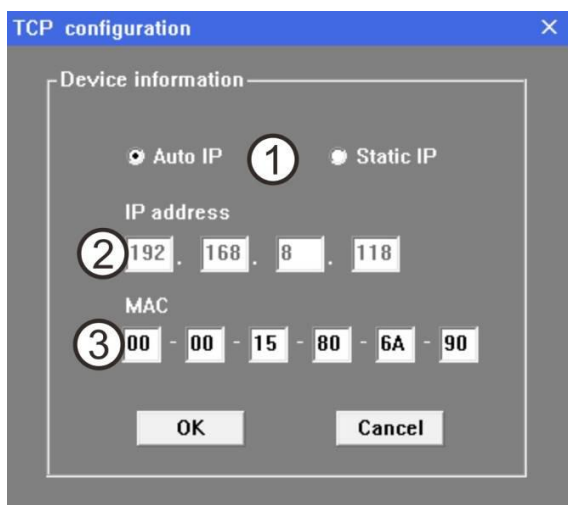 TCP configuration ×
Device information
Auto IP 1 Static IP
IP address
2 192 . 168 . 8 . 118
MAC
3 00 - 00 - 15 - 80 - 6A - 90
OK Cancel